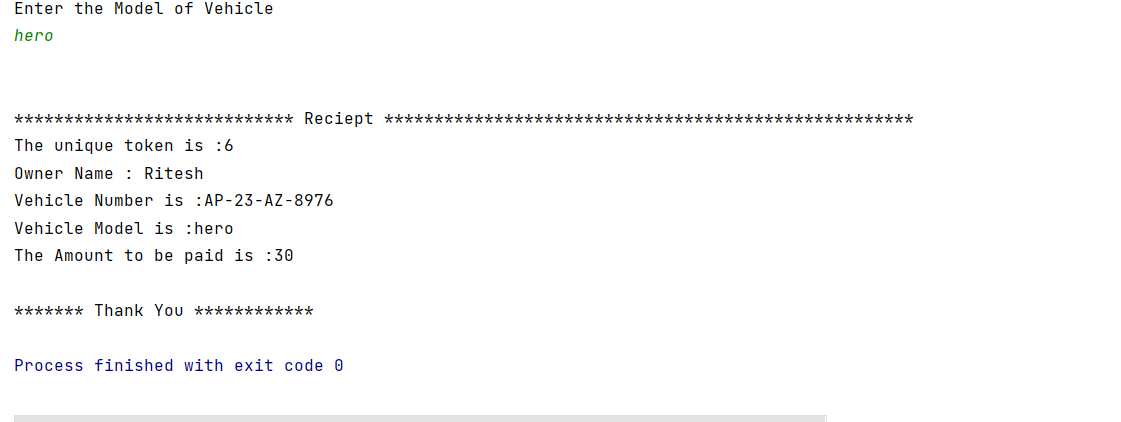 Enter the Model of Vehicle
hero
**************************** Reciept *****************************************************
The unique token is :6
Owner Name : Ritesh
Vehicle Number is :AP-23-AZ-8976
Vehicle Model is :hero
The Amount to be paid is :30
******* Thank You ************
Process finished with exit code 0